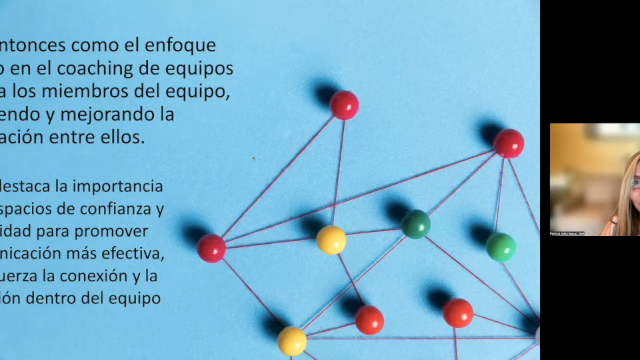 ntonces como el enfoque
o en el coaching de equipos
a los miembros del equipo,
endo y mejorando la
ación entre ellos.
destaca la importancia
spacios de confianza y
idad para promover
nicación más efectiva,
uerza la conexión y la
ión dentro del equipo